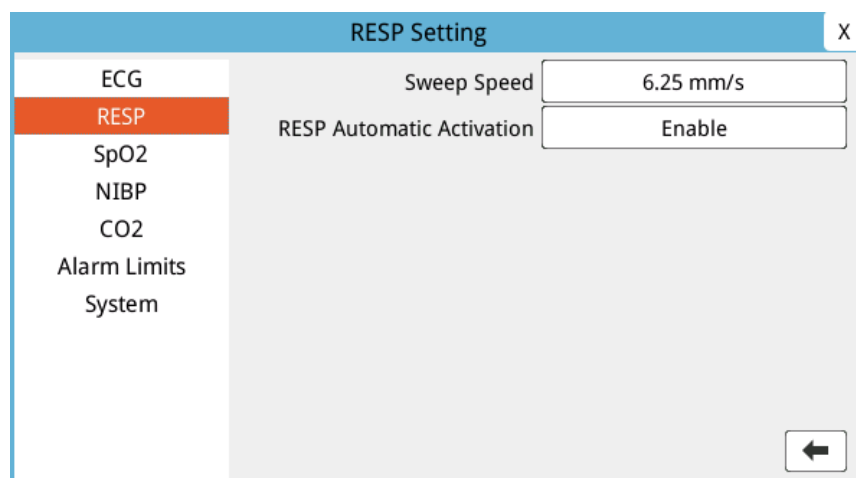 RESP Setting
X
ECG
RESP
SpO2
NIBP
CO2
Alarm Limits
System
Sweep Speed 6.25 mm/s
RESP Automatic Activation Enable